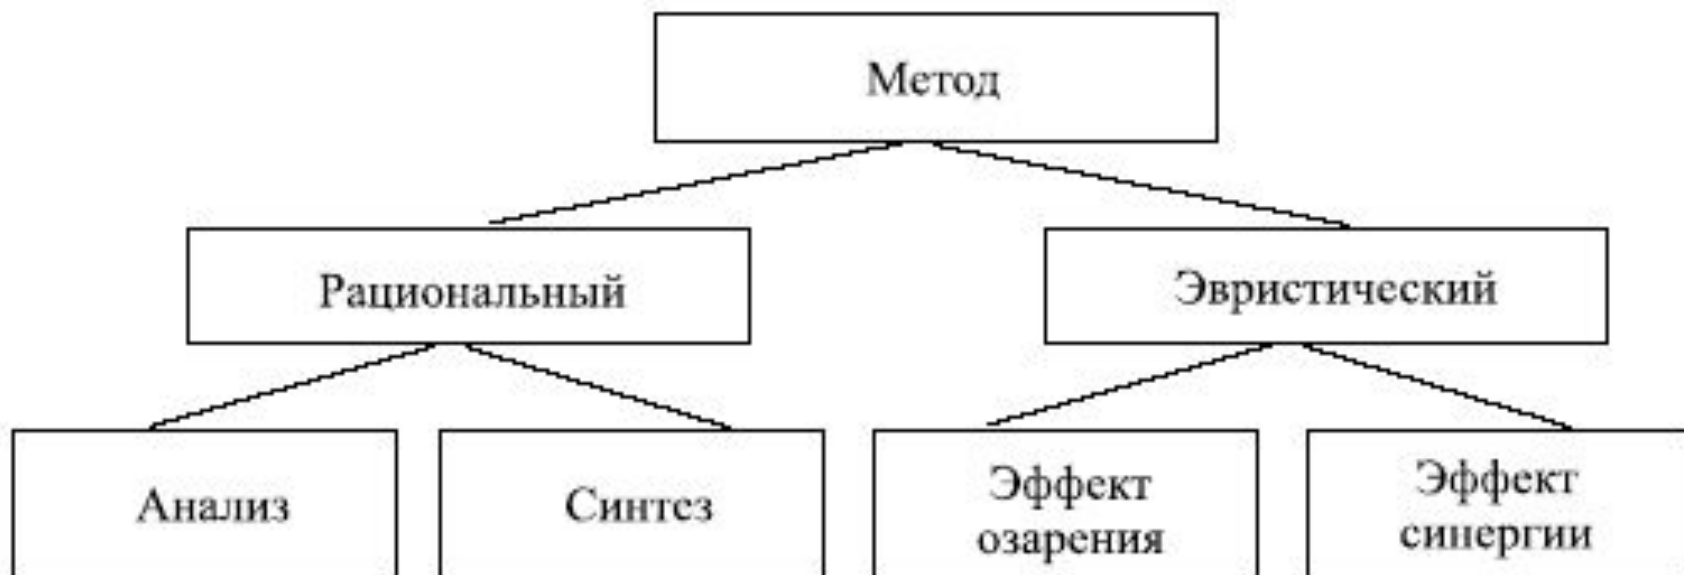 Метод
Рациональный
Эвристический
Анализ
Синтез
Эффект
озарения
Эффект
синергии